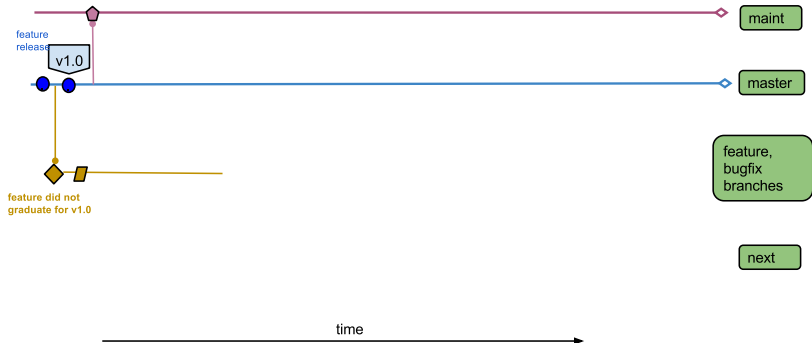 maint
feature
release
v1.0
master
feature,
bugfix
branches
feature did not
graduate for v1.0
next
time